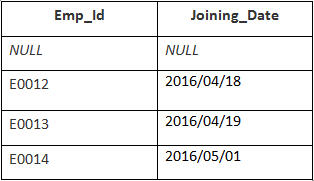 Emp_Id Joining_Date
NULL NULL
E0012 2016/04/18
E0013 2016/04/19
E0014 2016/05/01